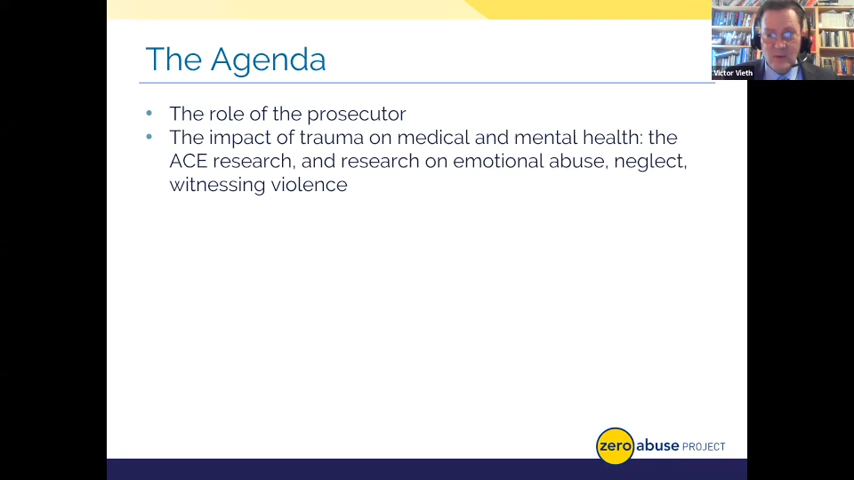 The Agenda
• The role of the prosecutor
• The impact of trauma on medical and mental health: the
ACE research, and research on emotional abuse, neglect,
witnessing violence
Victor Vieth
zero abuse PROJECT